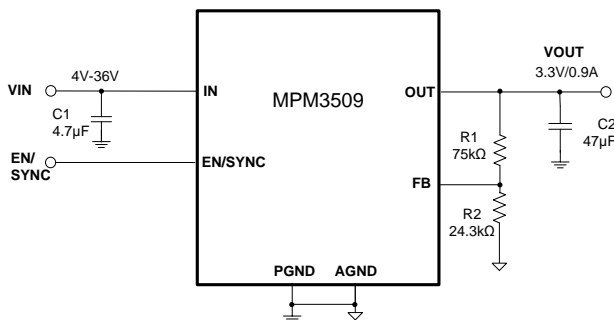 VOUT
4V-36V
3.3V/0.9A
VIN
IN
OUT
MPM3509
C1
4.7µF
C2
47µF
R1
75kΩ
EN/
SYNC
EN/SYNC
FB
R2
24.3kΩ
PGND
AGND